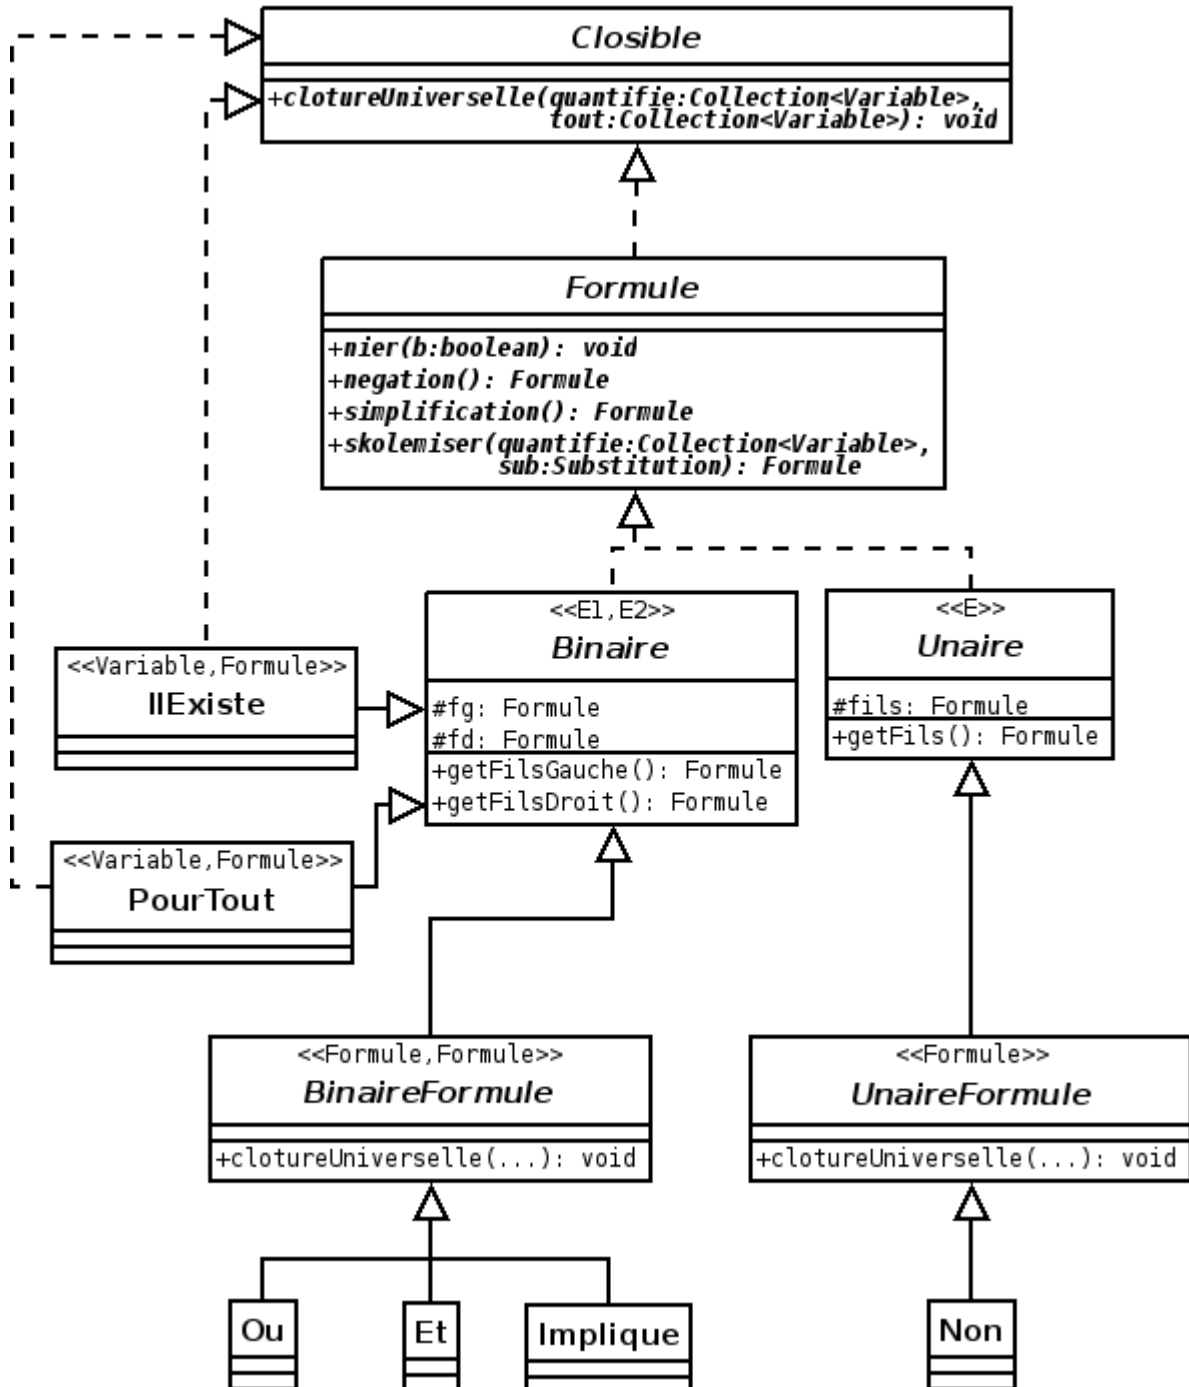 Closible
+clotureUniverselle(quantifie:Collection<Variable>,
tout:Collection<Variable>): void
Formule
+nier(b:boolean): void
+negation(): Formule
+simplification(): Formule
+skolemiser(quantifie:Collection<Variable>,
sub:Substitution): Formule
<<E1,E2>>
Binaire
#fg: Formule
#fd: Formule
+getFilsGauche(): Formule
+getFilsDroit(): Formule
<<E>>
Unaire
#fils: Formule
+getFils(): Formule
<<Variable,Formule>>
IlExiste
<<Variable,Formule>>
PourTout
<<Formule,Formule>>
BinaireFormule
+clotureUniverselle(...): void
<<Formule>>
UnaireFormule
+clotureUniverselle(...): void
Ou
Et
Implique
Non